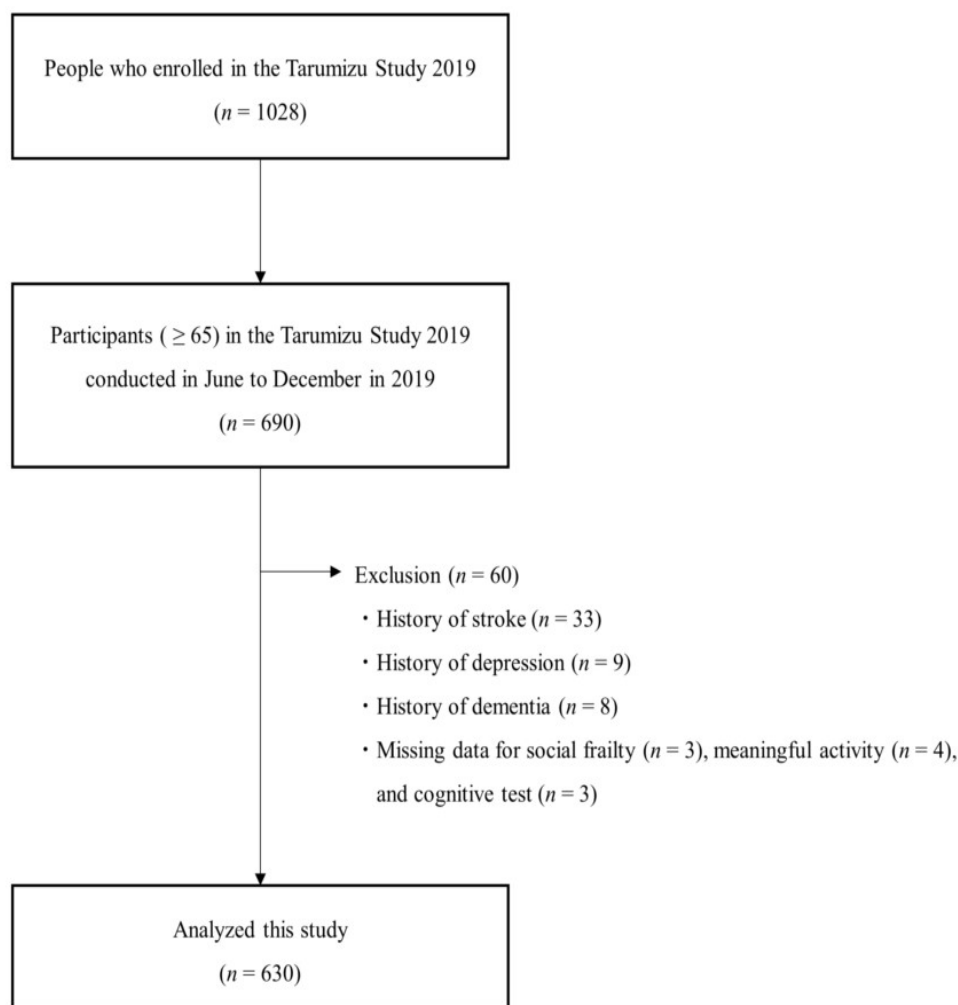 People who enrolled in the Tarumizu Study 2019
(n = 1028)
Participants ( ≥ 65) in the Tarumizu Study 2019
conducted in June to December in 2019
(n = 690)
Exclusion (n = 60)
・History of stroke (n = 33)
・History of depression (n = 9)
・History of dementia (n = 8)
・Missing data for social frailty (n = 3), meaningful activity (n = 4),
and cognitive test (n = 3)
Analyzed this study
(n = 630)